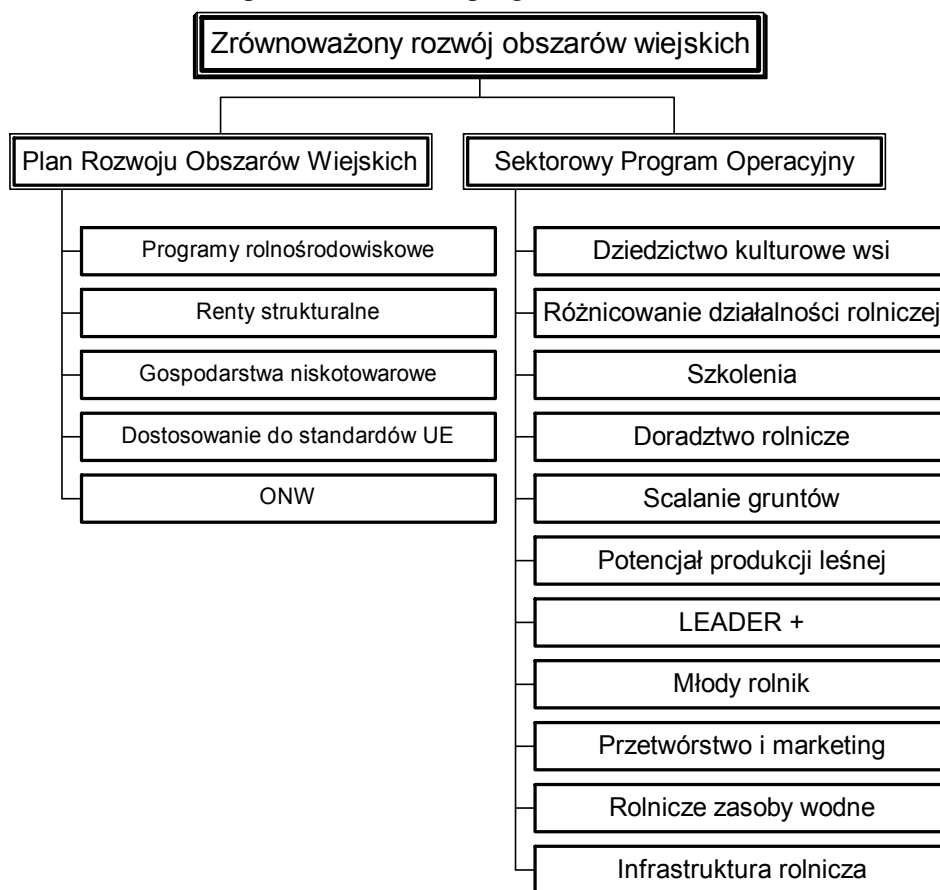 Zrównoważony rozwój obszarów wiejskich
Plan Rozwoju Obszarów Wiejskich
Programy rolnośrodowiskowe
Renty strukturalne
Gospodarstwa niskotowarowe
Dostosowanie do standardów UE
ONW
Sektorowy Program Operacyjny
Dziedzictwo kulturowe wsi
Różnicowanie działalności rolniczej
Szkolenia
Doradztwo rolnicze
Scalanie gruntów
Potencjał produkcji leśnej
LEADER +
Młody rolnik
Przetwórstwo i marketing
Rolnicze zasoby wodne
Infrastruktura rolnicza